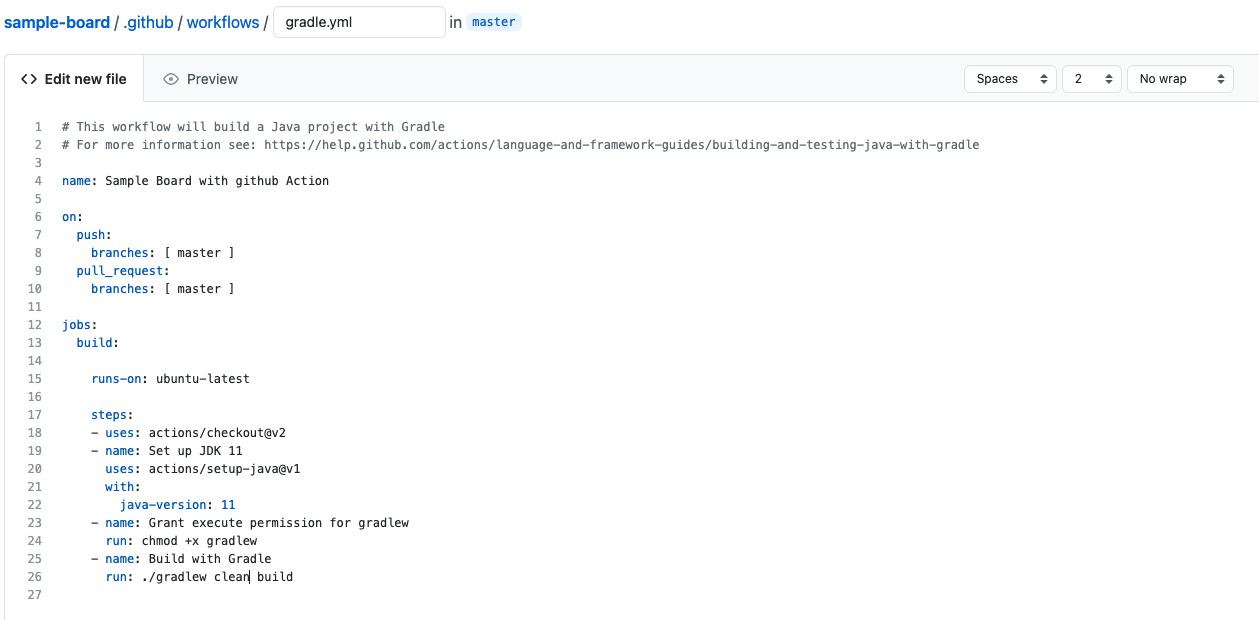 sample-board / .github / workflows / gradle.yml in master
Edit new file Preview Spaces 2 No wrap
1 # This workflow will build a Java project with Gradle
2 # For more information see: https://help.github.com/actions/language-and-framework-guides/building-and-testing-java-with-gradle
3
4 name: Sample Board with github Action
5
6 on:
7   push:
8     branches: [ master ]
9   pull_request:
10     branches: [ master ]
11
12 jobs:
13   build:
14
15     runs-on: ubuntu-latest
16
17     steps:
18     - uses: actions/checkout@v2
19     - name: Set up JDK 11
20       uses: actions/setup-java@v1
21       with:
22         java-version: 11
23     - name: Grant execute permission for gradlew
24       run: chmod +x gradlew
25     - name: Build with Gradle
26       run: ./gradlew clean build
27